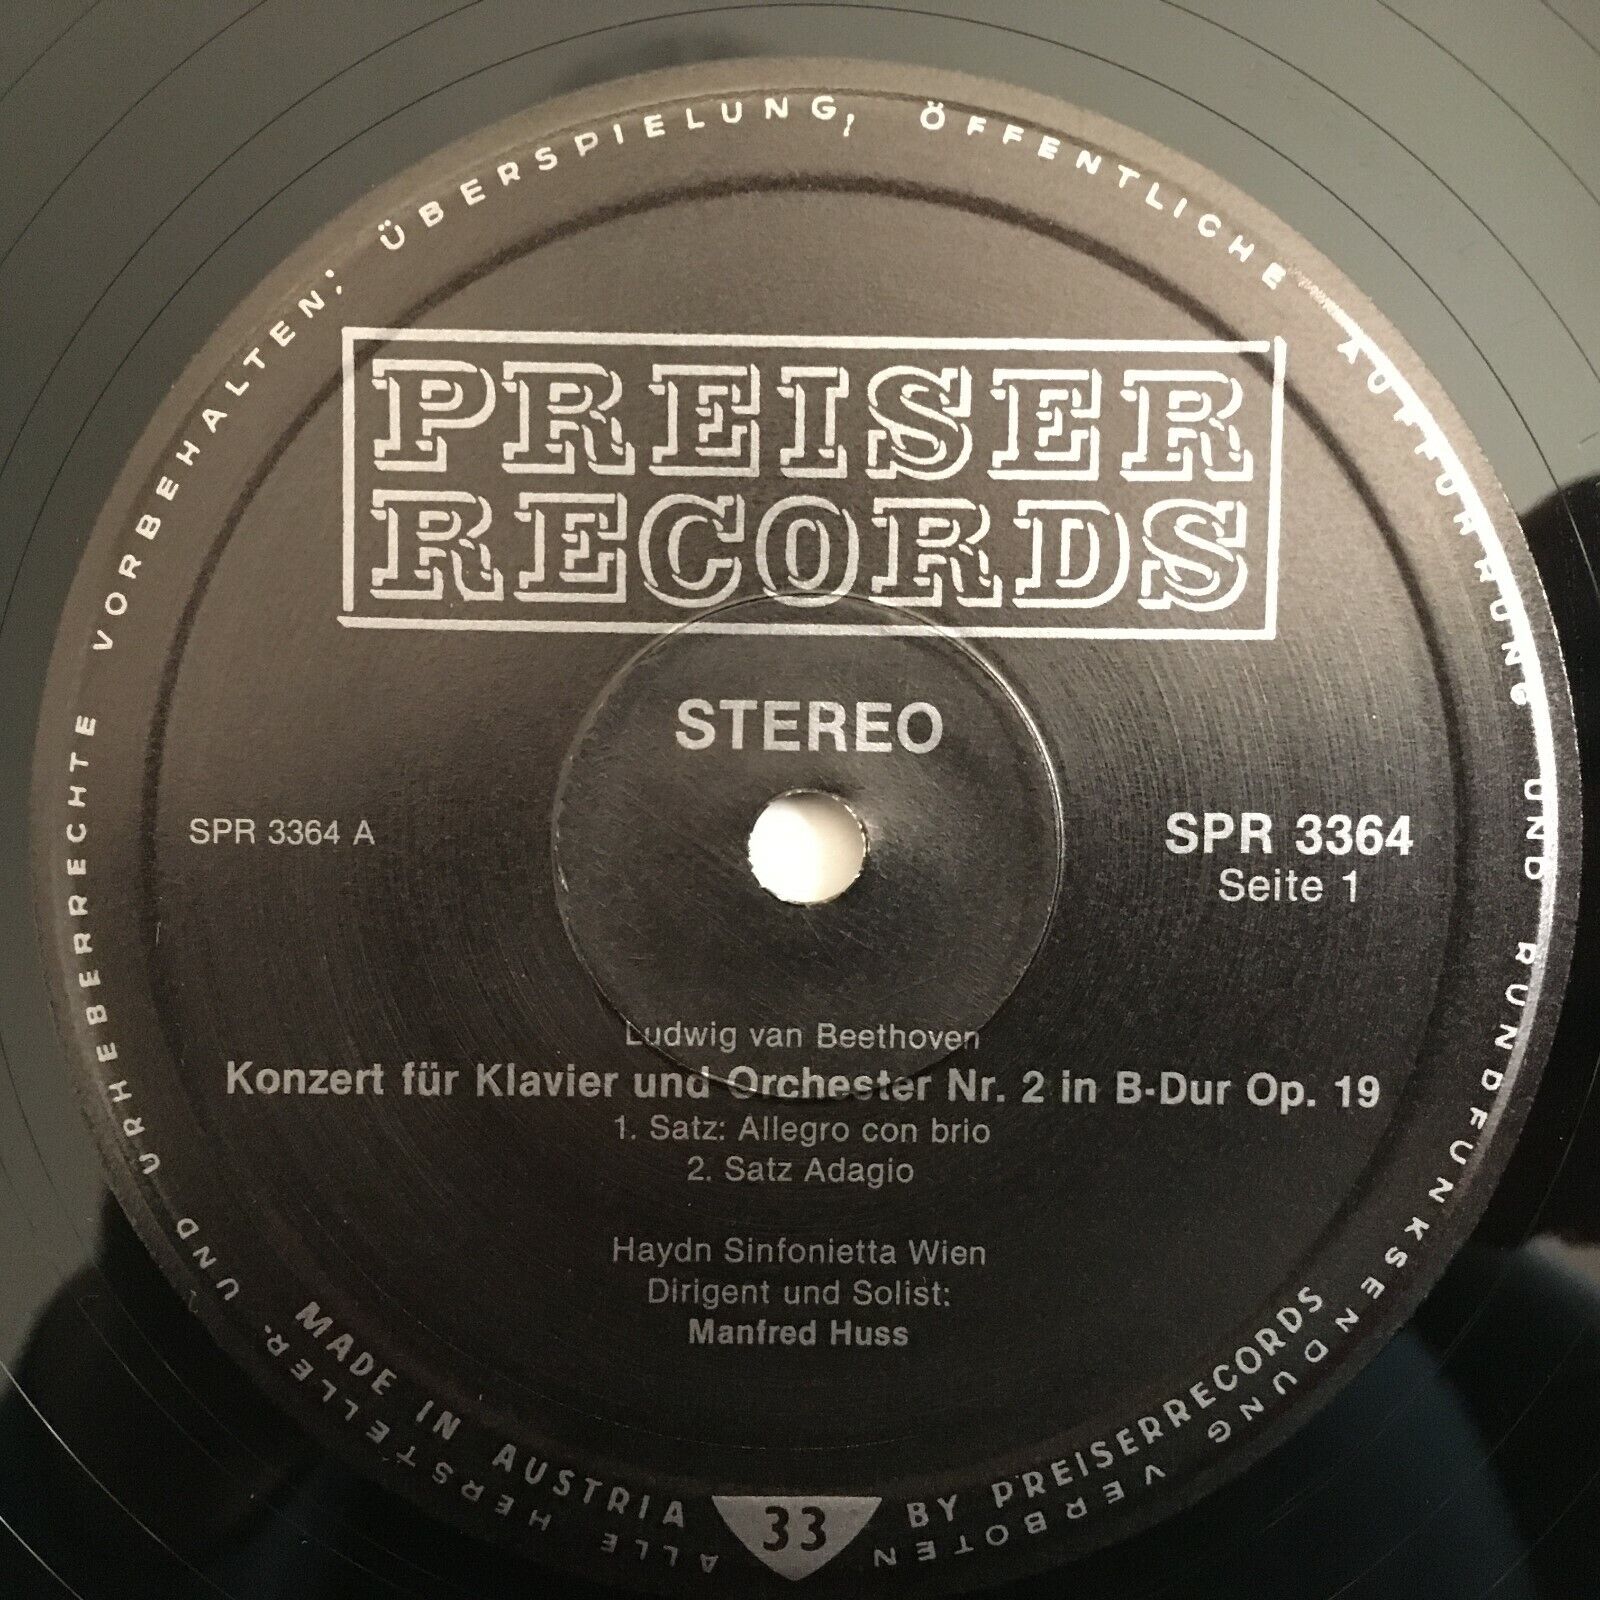 PREISER
RECORDS
STEREO
SPR 3364 A
SPR 3364
Seite 1
Ludwig van Beethoven
Konzert für Klavier und Orchester Nr. 2 in B-Dur Op. 19
1. Satz: Allegro con brio
2. Satz Adagio
Haydn Sinfonietta Wien
Dirigent und Solist:
Manfred Huss
MADE IN AUSTRIA 33 BY PREISERRECORDS
ALLE HERSTELLER- UND URHEBERRECHTE VORBEHALTEN; ÜBERSPIELUNG, ÖFFENTLICHE AUFFÜHRUNG UND RUNDFUNKSENDUNG VERBOTEN